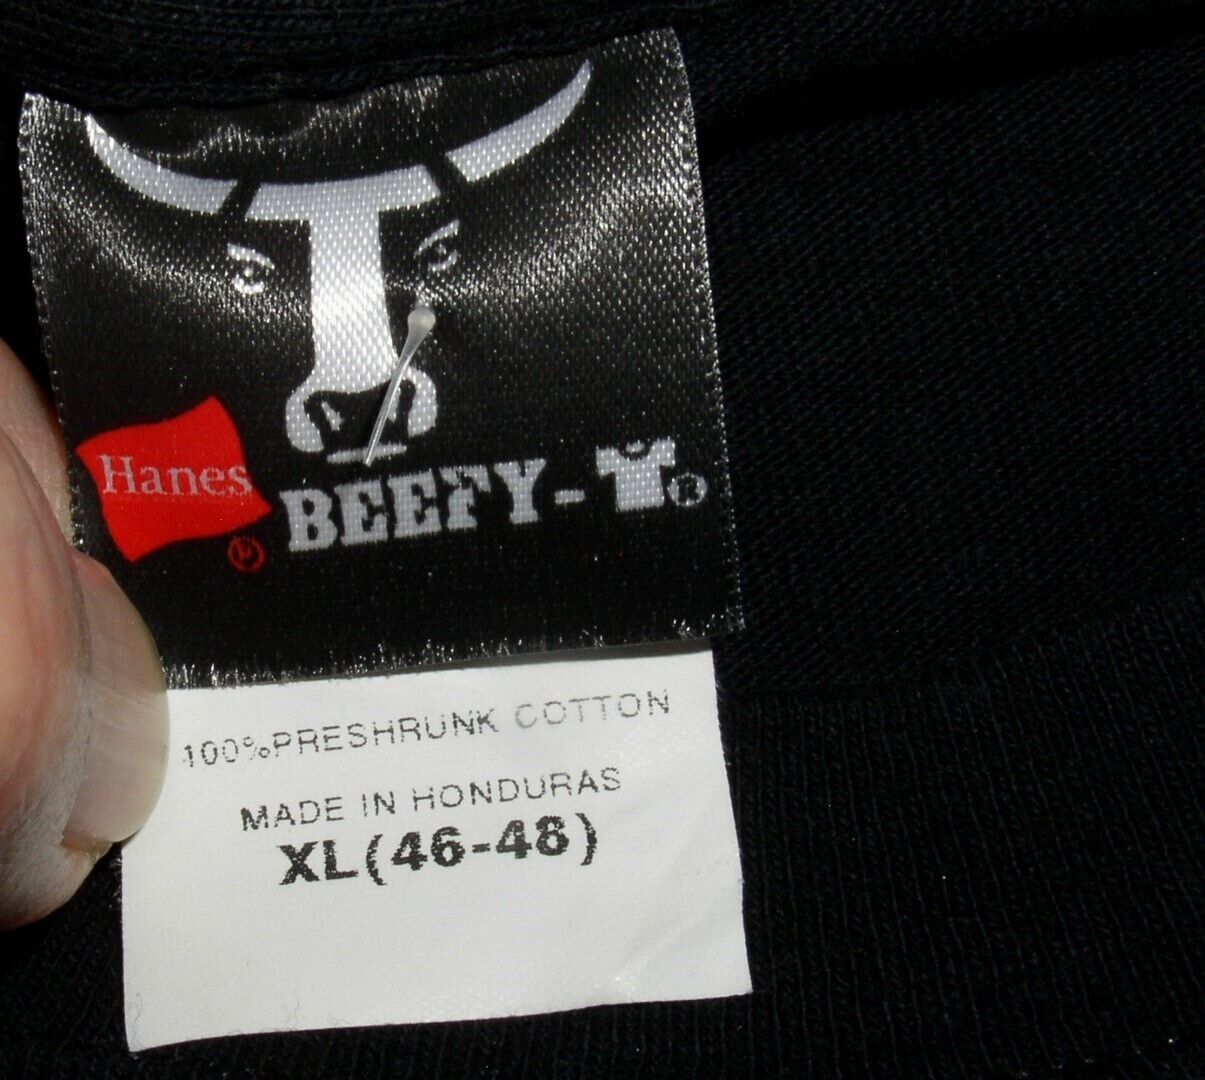 Hanes
®
BEEFY-T®
100%PRESHRUNK COTTON
MADE IN HONDURAS
XL(46-48)